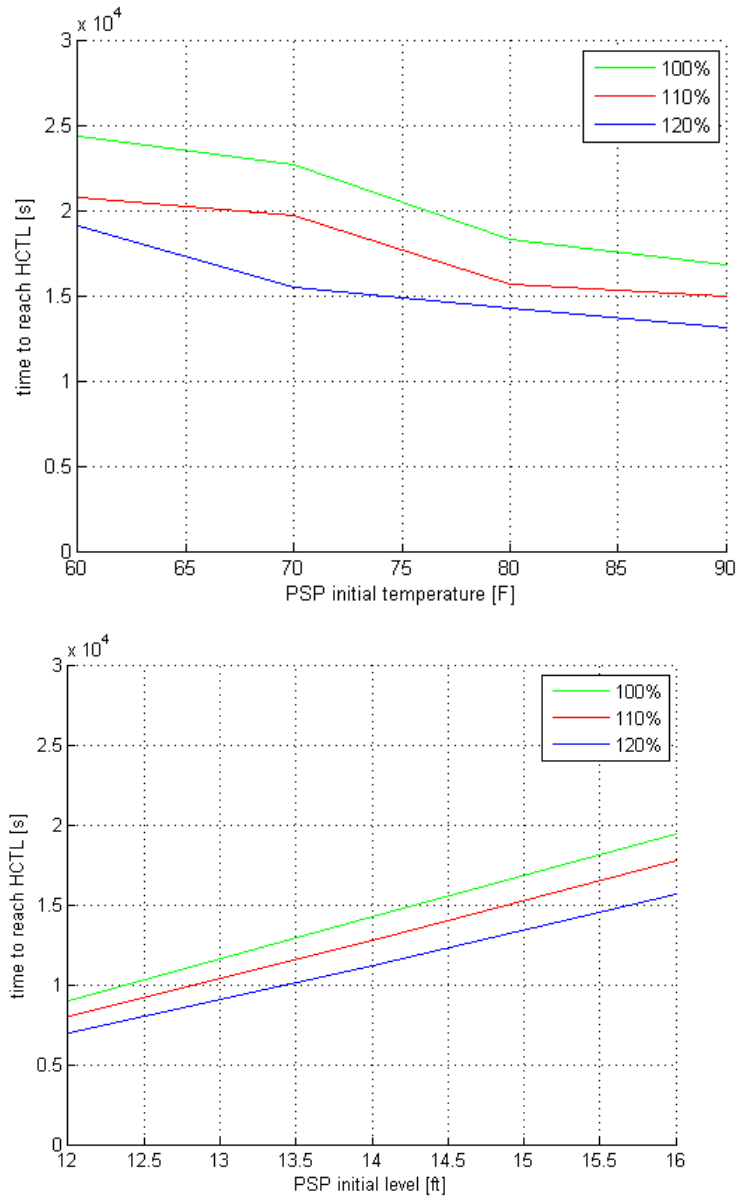 x 10^4
3
2.5
2
1.5
1
0.5
0
time to reach HCTL [s]
100%
110%
120%
60 65 70 75 80 85 90
PSP initial temperature [F]
x 10^4
3
2.5
2
1.5
1
0.5
0
time to reach HCTL [s]
100%
110%
120%
12 12.5 13 13.5 14 14.5 15 15.5 16
PSP initial level [ft]